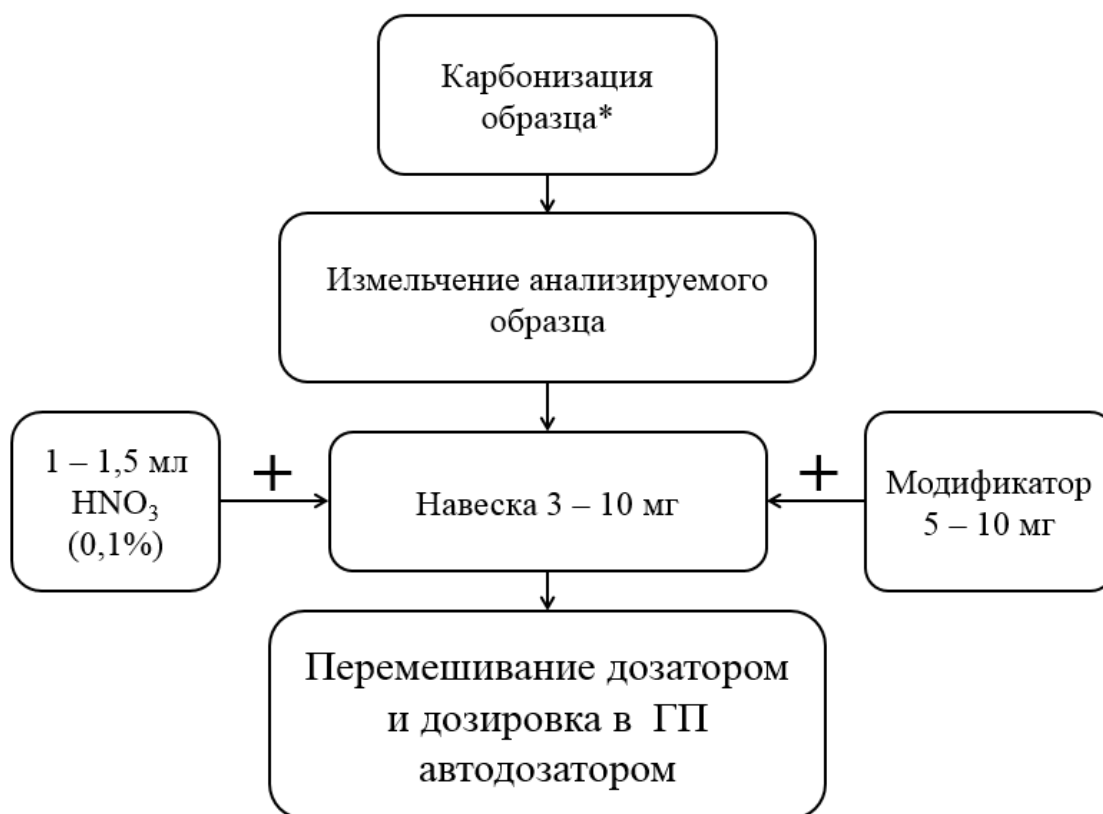 Карбонизация
образца*
Измельчение анализируемого
образца
1 – 1,5 мл
HNO₃
(0,1%)
+
Навеска 3 – 10 мг
+
Модификатор
5 – 10 мг
Перемешивание дозатором
и дозировка в ГП
автодозатором